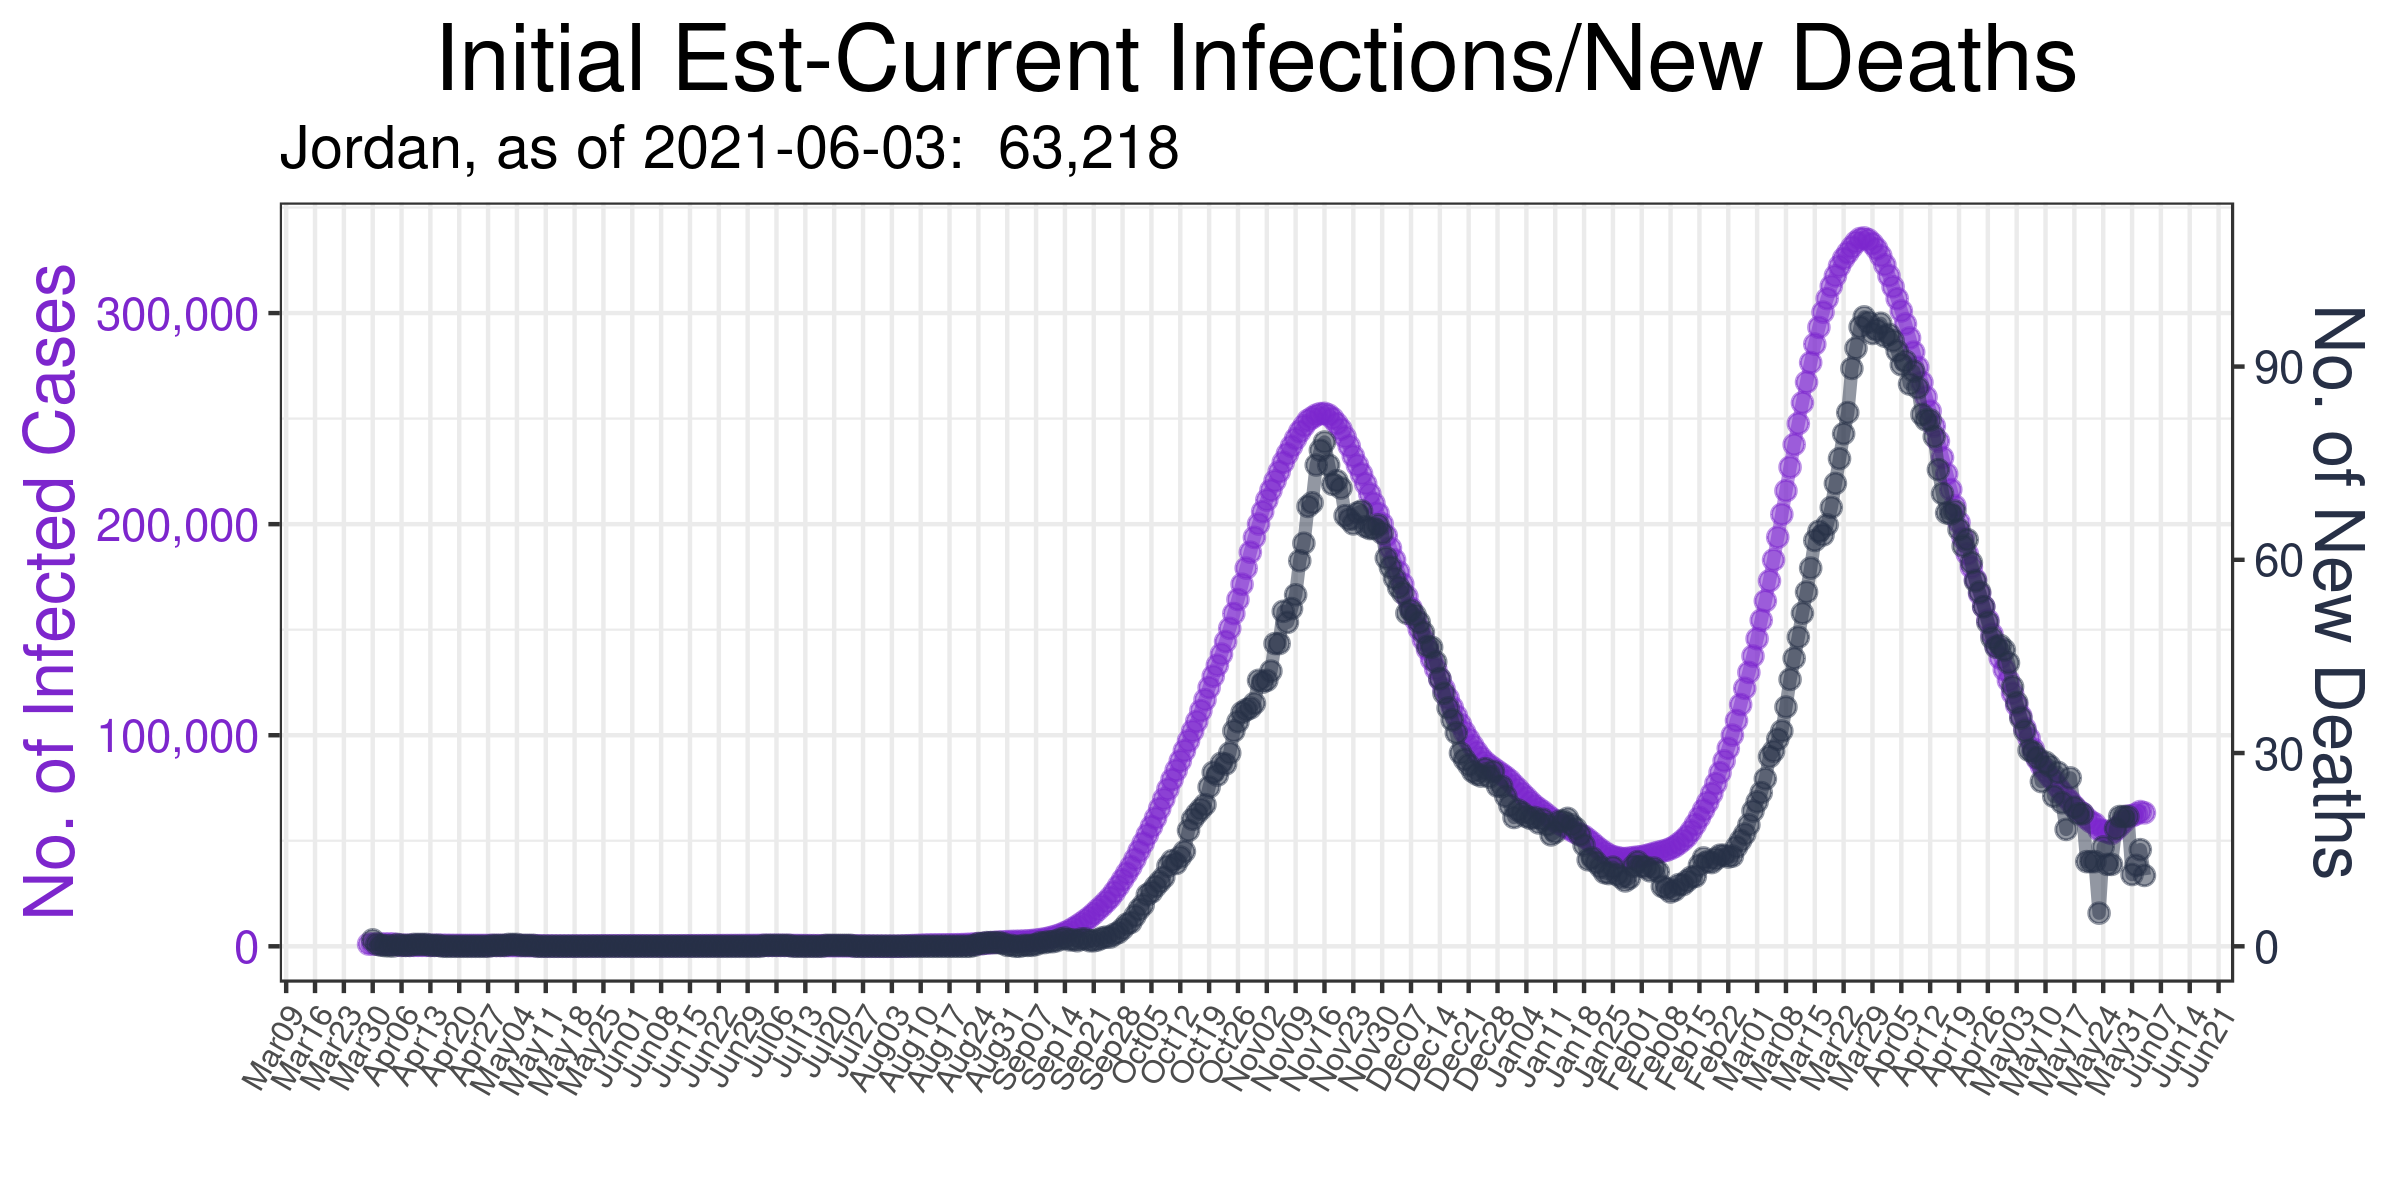 Initial Est-Current Infections/New Deaths
Jordan, as of 2021-06-03:  63,218
No. of Infected Cases
300,000
200,000
100,000
0
No. of New Deaths
90
60
30
0
Mar09
Mar16
Mar23
Mar30
Apr06
Apr13
Apr20
Apr27
May04
May11
May18
May25
Jun01
Jun08
Jun15
Jun22
Jun29
Jul06
Jul13
Jul20
Jul27
Aug03
Aug10
Aug17
Aug24
Aug31
Sep07
Sep14
Sep21
Sep28
Oct05
Oct12
Oct19
Oct26
Nov02
Nov09
Nov16
Nov23
Nov30
Dec07
Dec14
Dec21
Dec28
Jan04
Jan11
Jan18
Jan25
Feb01
Feb08
Feb15
Feb22
Mar01
Mar08
Mar15
Mar22
Mar29
Apr05
Apr12
Apr19
Apr26
May03
May10
May17
May24
May31
Jun07
Jun14
Jun21